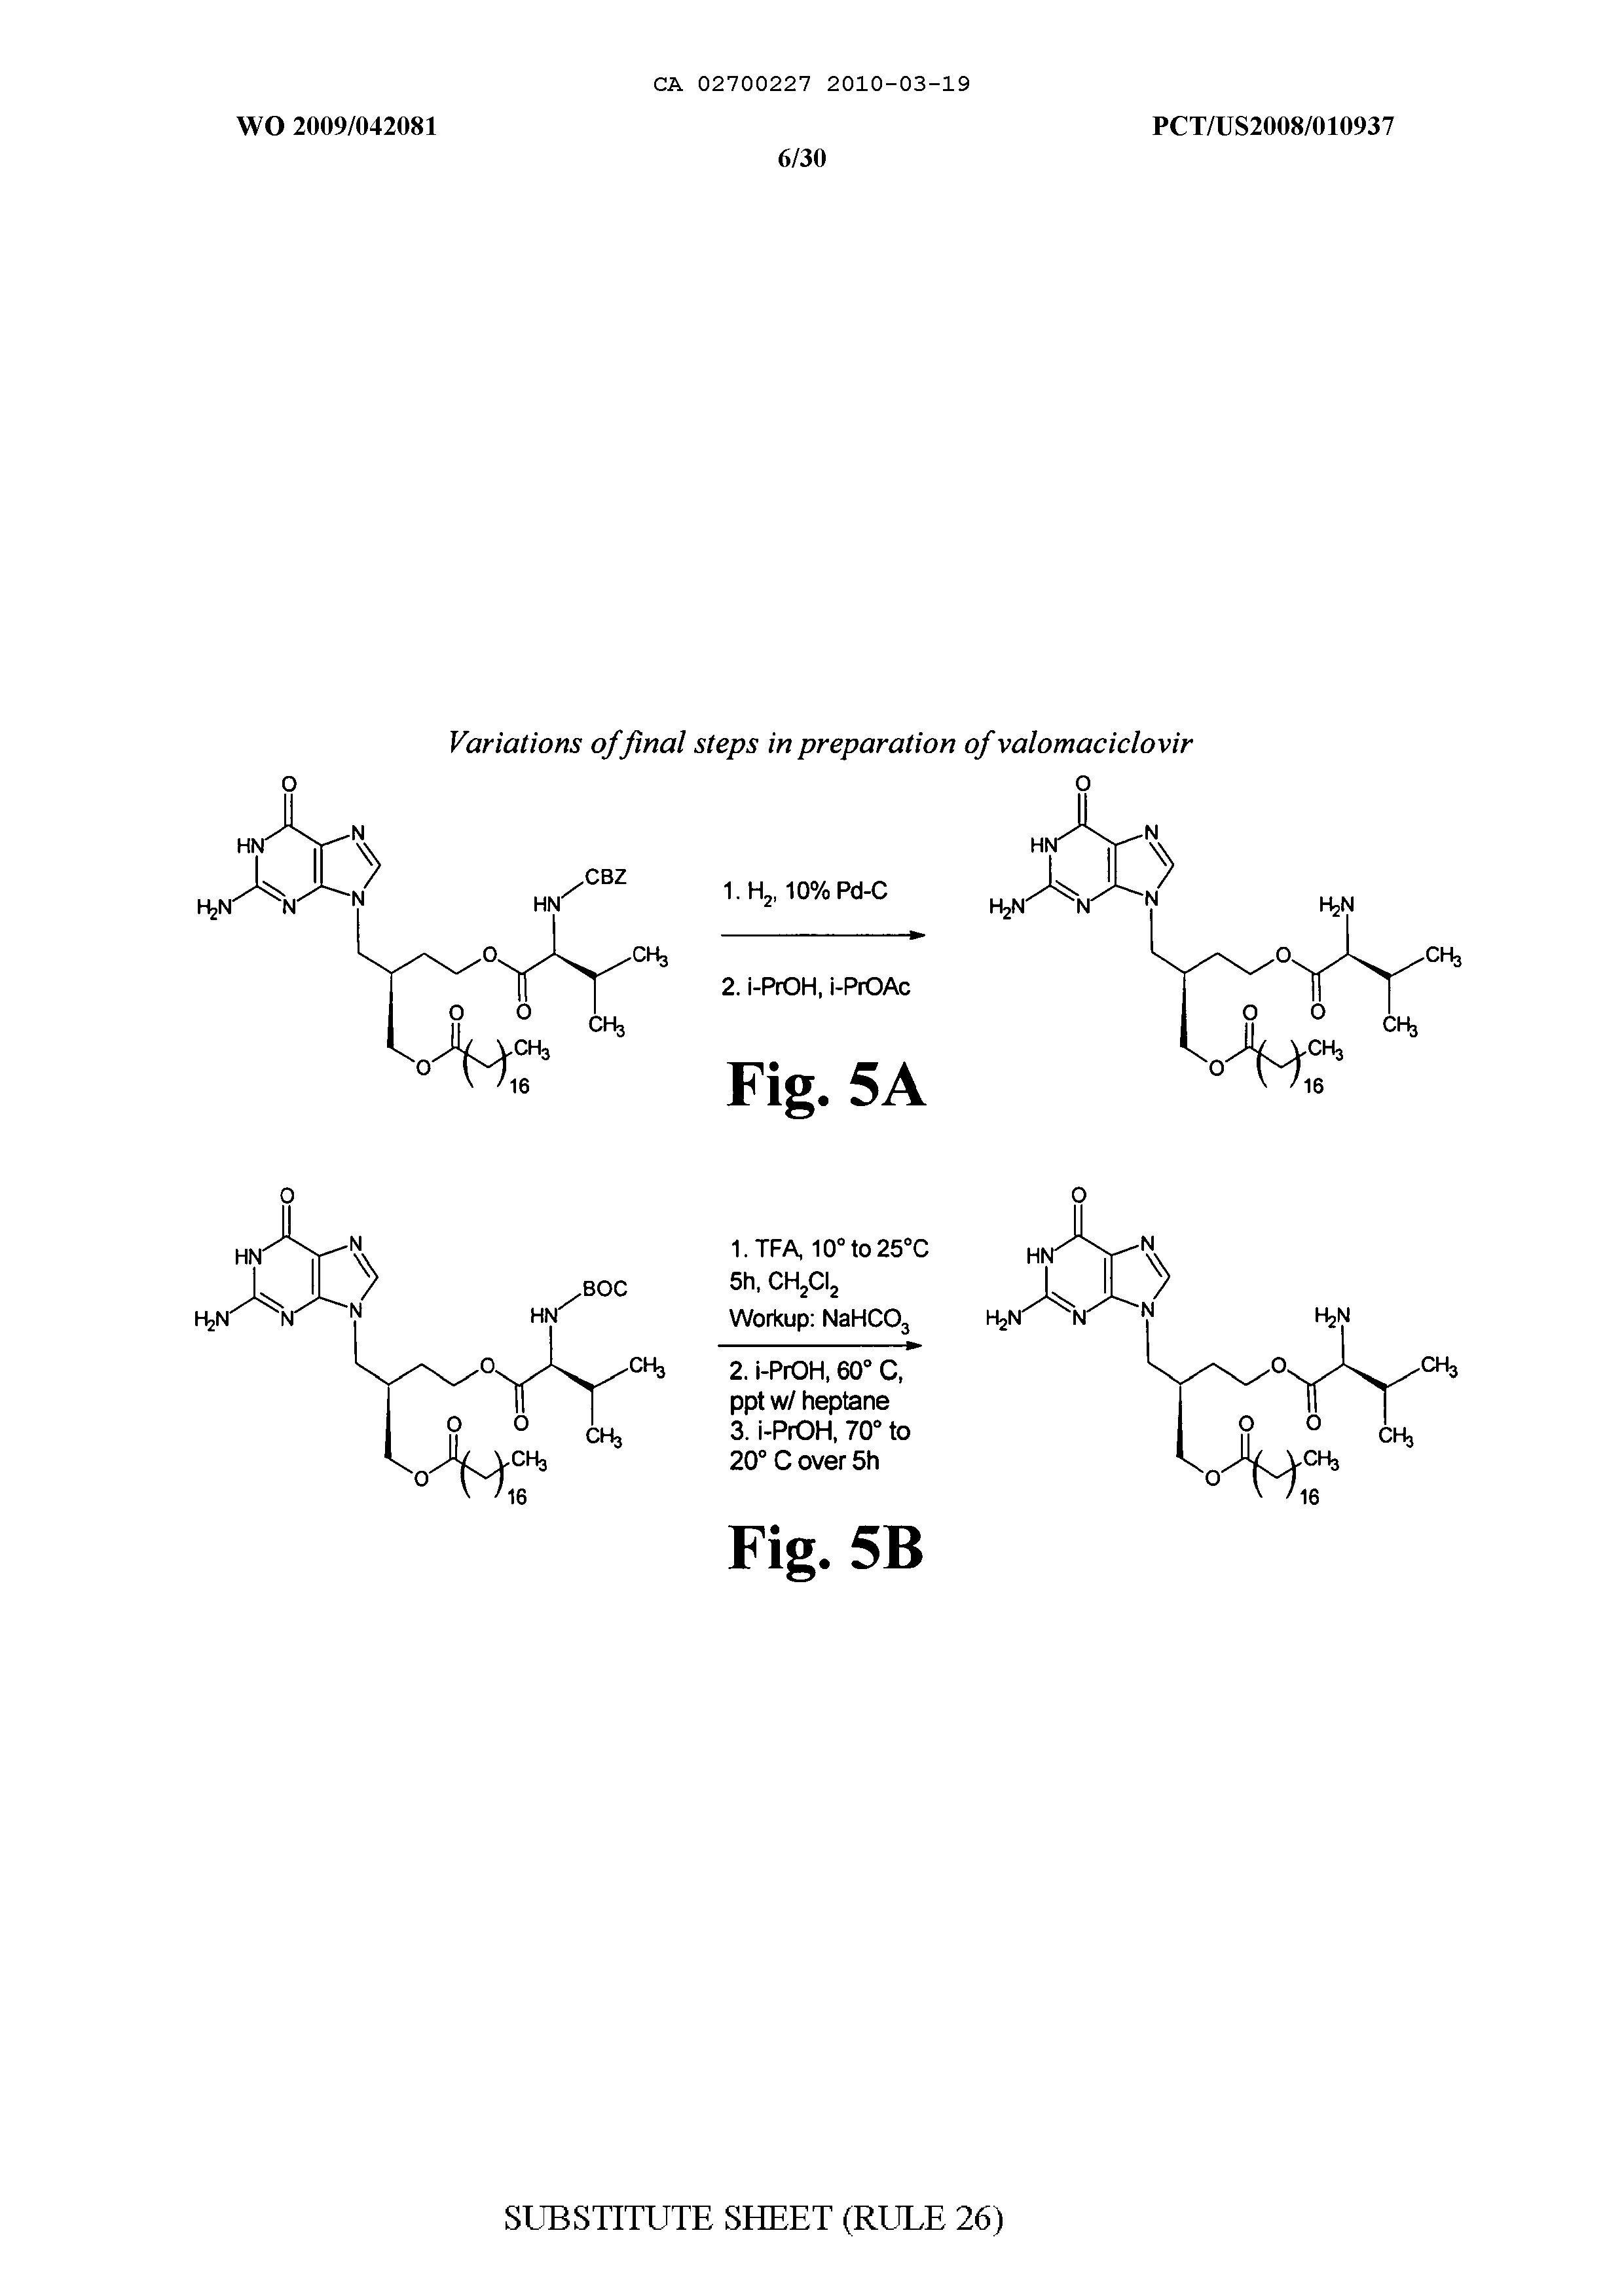 CA 02700227 2010-03-19
WO 2009/042081
PCT/US2008/010937
6/30
Variations of final steps in preparation of valomaciclovir
O
HN
N
H2N
N
N
HN
CBZ
O
CH3
O
CH3
O
O
CH3
16
1. H2, 10% Pd-C
2. i-PrOH, i-PrOAc
O
HN
N
H2N
N
N
H2N
O
CH3
O
CH3
O
O
CH3
16
Fig. 5A
O
HN
N
H2N
N
N
HN
BOC
O
CH3
O
CH3
O
O
CH3
16
1. TFA, 10° to 25°C
5h, CH2Cl2
Workup: NaHCO3
2. i-PrOH, 60° C,
ppt w/ heptane
3. i-PrOH, 70° to
20° C over 5h
O
HN
N
H2N
N
N
H2N
O
CH3
O
CH3
O
O
CH3
16
Fig. 5B
SUBSTITUTE SHEET (RULE 26)